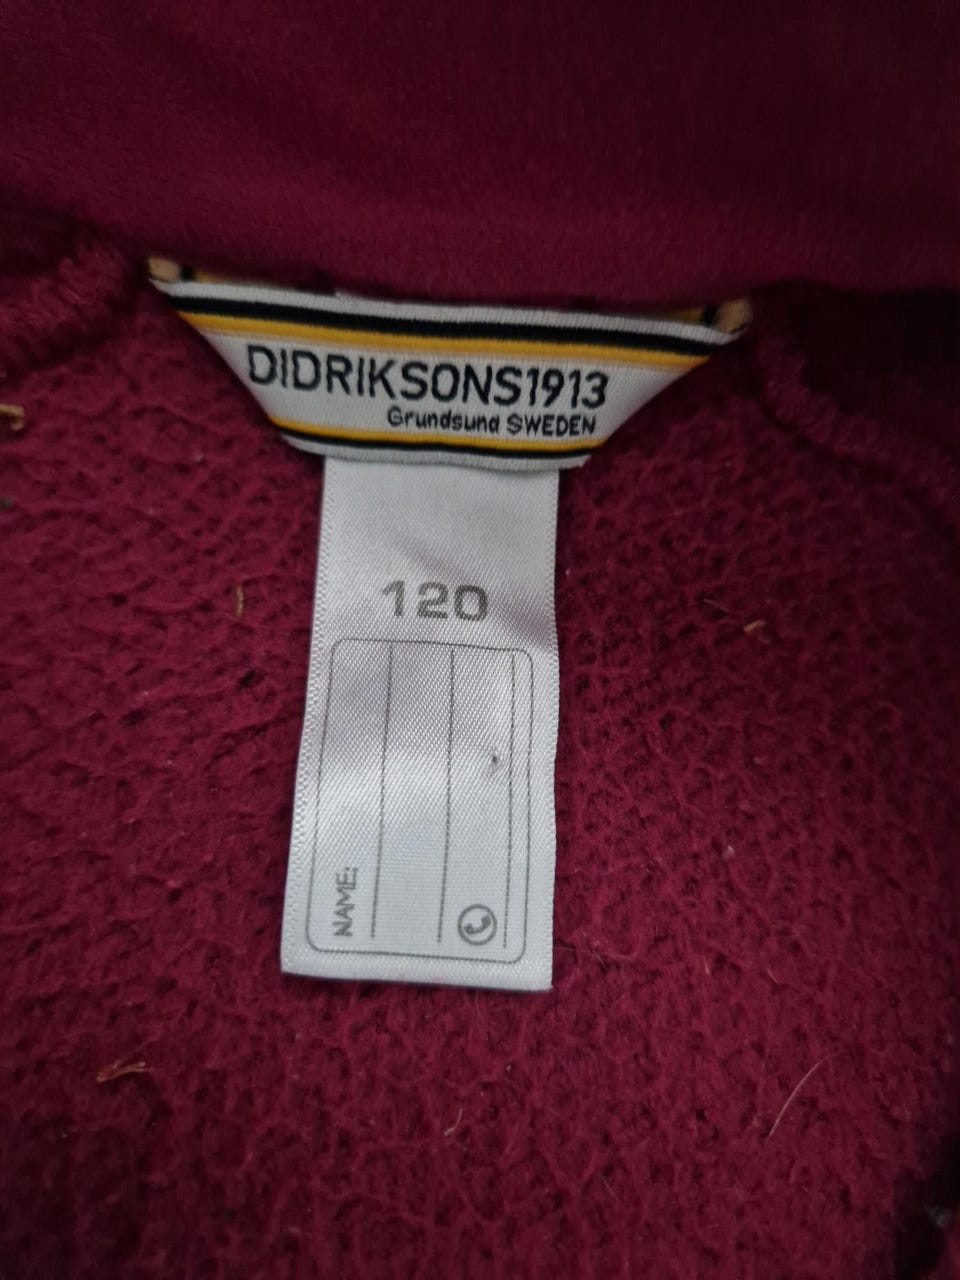 DIDRIKSONS1913
Grundsund SWEDEN
120
NAME: